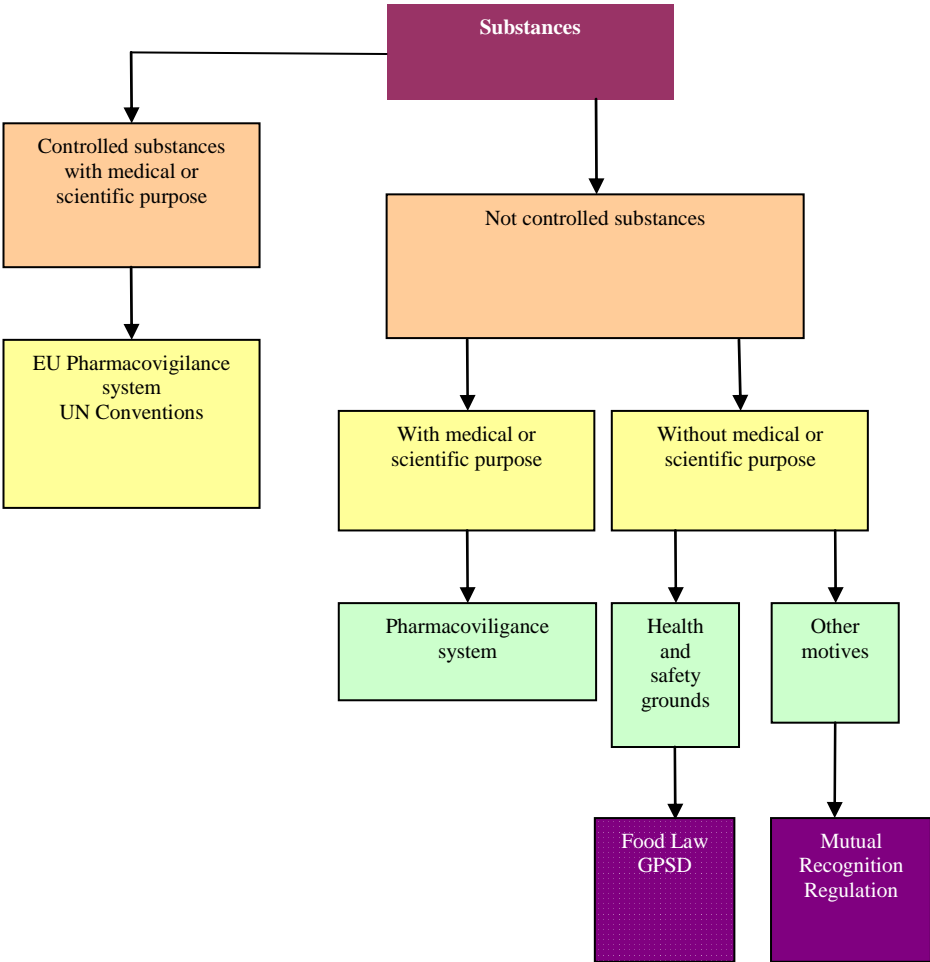 Substances
Controlled substances
with medical or
scientific purpose
Not controlled substances
EU Pharmacovigilance
system
UN Conventions
With medical or
scientific purpose
Without medical or
scientific purpose
Pharmacoviligance
system
Health
and
safety
grounds
Other
motives
Food Law
GPSD
Mutual
Recognition
Regulation